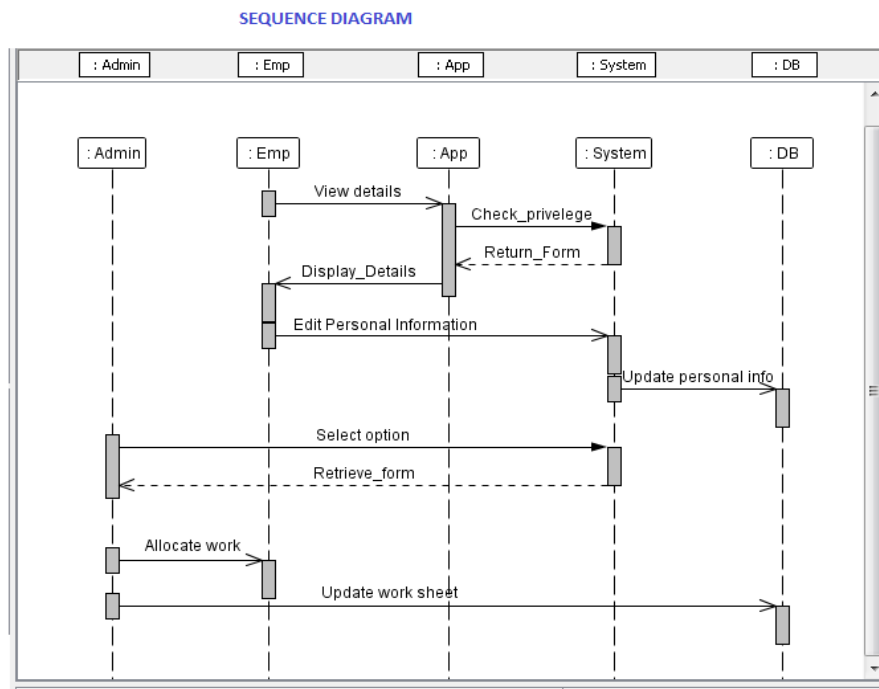 SEQUENCE DIAGRAM
: Admin : Emp : App : System : DB
: Admin : Emp : App : System : DB
View details
Check_privelege
Return_Form
Display_Details
Edit Personal Information
Update personal info
Select option
Retrieve_form
Allocate work
Update work sheet